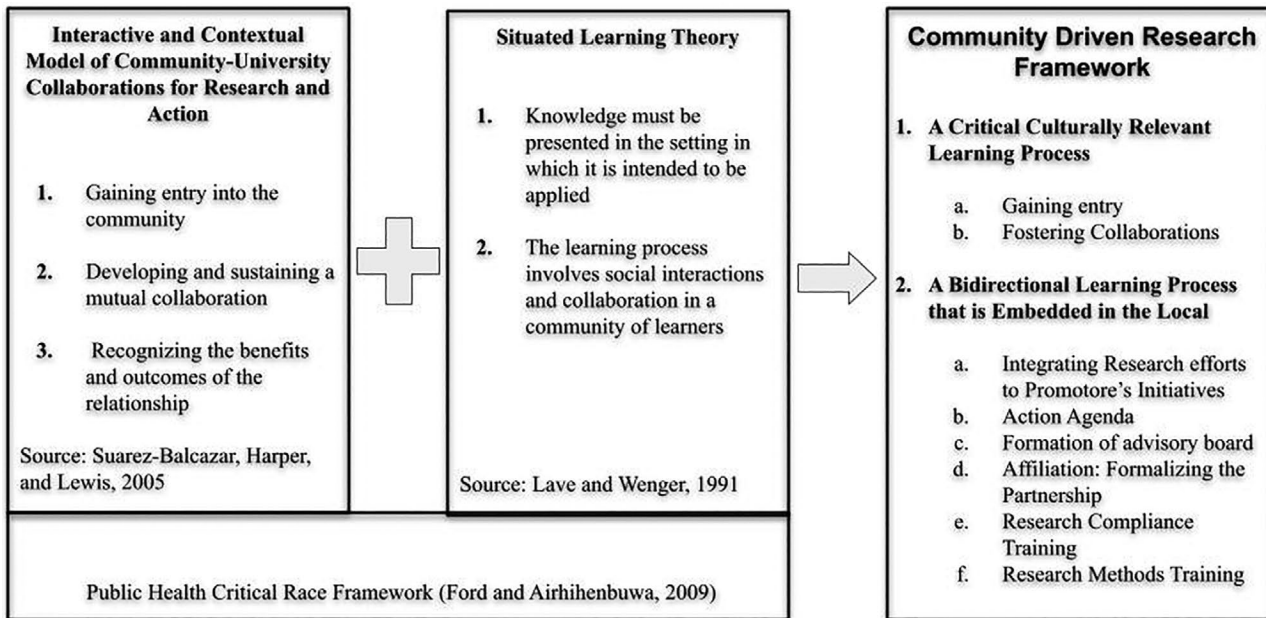 Interactive and Contextual
Model of Community-University
Collaborations for Research and
Action
1. Gaining entry into the
community
2. Developing and sustaining a
mutual collaboration
3. Recognizing the benefits
and outcomes of the
relationship
Source: Suarez-Balcazar, Harper,
and Lewis, 2005
Situated Learning Theory
1. Knowledge must be
presented in the setting in
which it is intended to be
applied
2. The learning process
involves social interactions
and collaboration in a
community of learners
Source: Lave and Wenger, 1991
Public Health Critical Race Framework (Ford and Airhihenbuwa, 2009)
Community Driven Research
Framework
1. A Critical Culturally Relevant
Learning Process
a. Gaining entry
b. Fostering Collaborations
2. A Bidirectional Learning Process
that is Embedded in the Local
a. Integrating Research efforts
to Promotore's Initiatives
b. Action Agenda
c. Formation of advisory board
d. Affiliation: Formalizing the
Partnership
e. Research Compliance
Training
f. Research Methods Training